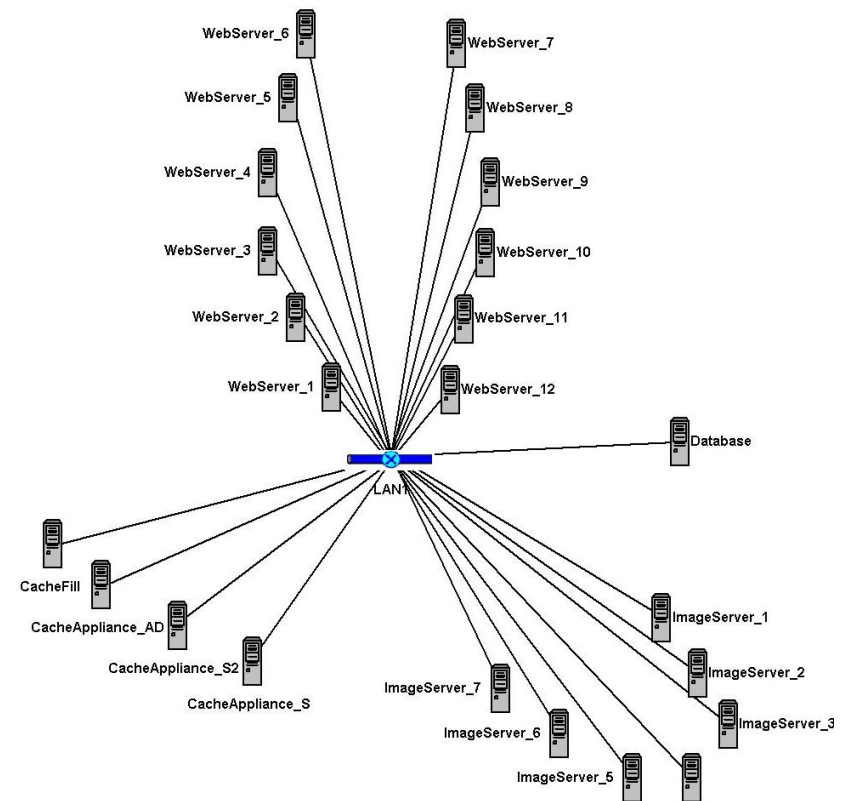 WebServer_6
WebServer_7
WebServer_5
WebServer_8
WebServer_4
WebServer_9
WebServer_3
WebServer_10
WebServer_2
WebServer_11
WebServer_1
WebServer_12
Database
LAN1
CacheFill
CacheAppliance_AD
CacheAppliance_S2
CacheAppliance_S
ImageServer_1
ImageServer_2
ImageServer_3
ImageServer_7
ImageServer_6
ImageServer_5